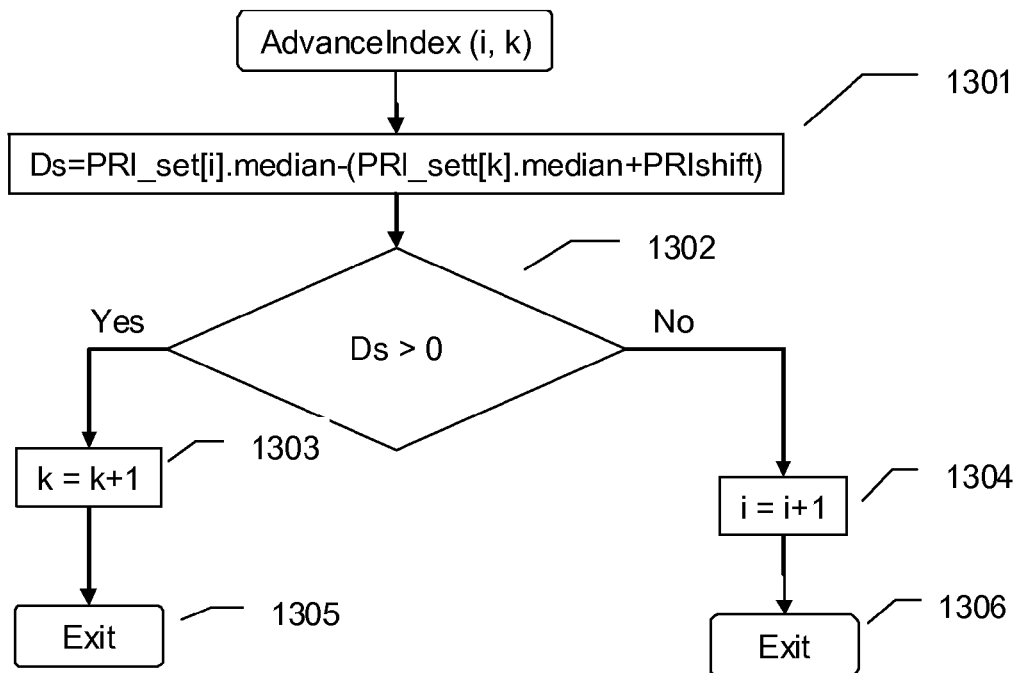 AdvanceIndex (i, k)
1301
Ds=PRI_set[i].median-(PRI_sett[k].median+PRIshift)
1302
Yes
No
Ds > 0
1303
k = k+1
1304
i = i+1
1305
Exit
1306
Exit